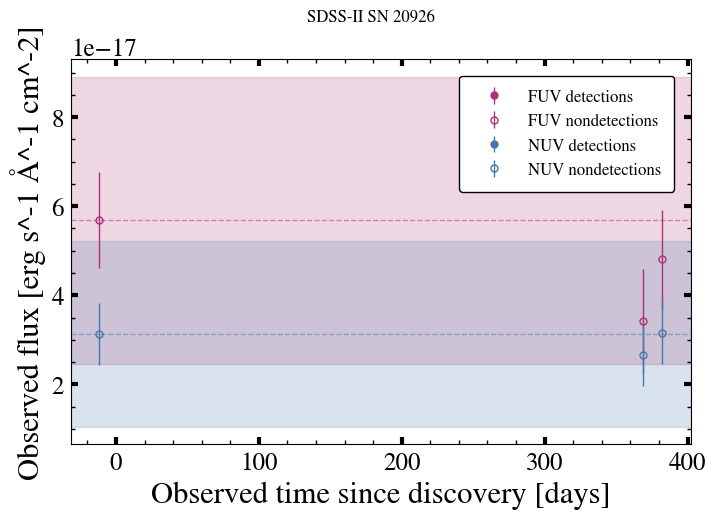 SDSS-II SN 20926
1e−17
Observed flux [erg s^-1 Å^-1 cm^-2]
8
6
4
2
FUV detections
FUV nondetections
NUV detections
NUV nondetections
0 100 200 300 400
Observed time since discovery [days]